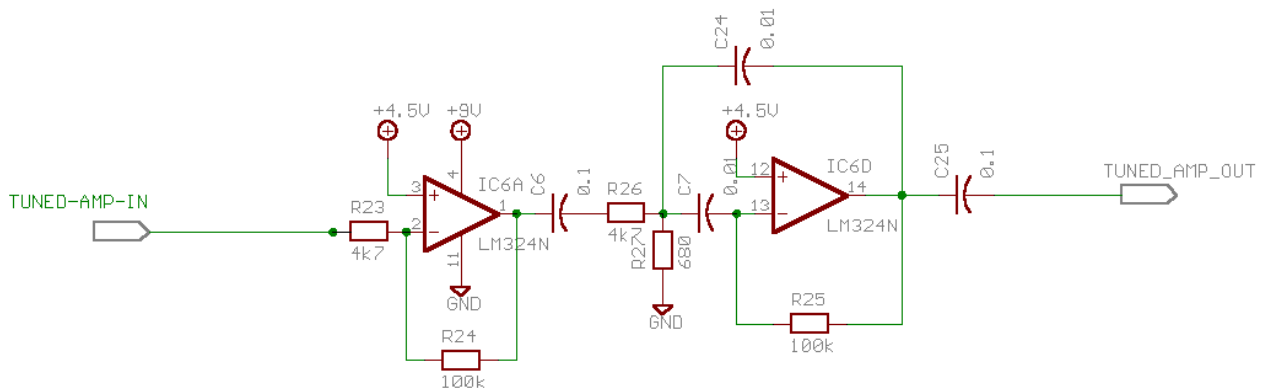 C24
0.01
+4.5V
+9V
+4.5V
TUNED-AMP-IN
R23
4k7
3
2
+
-
4
11
1
IC6A
LM324N
GND
R24
100k
C6
0.1
R26
4k7
R27
680
GND
C7
0.01
12
13
+
-
14
IC6D
LM324N
R25
100k
C25
0.1
TUNED_AMP_OUT